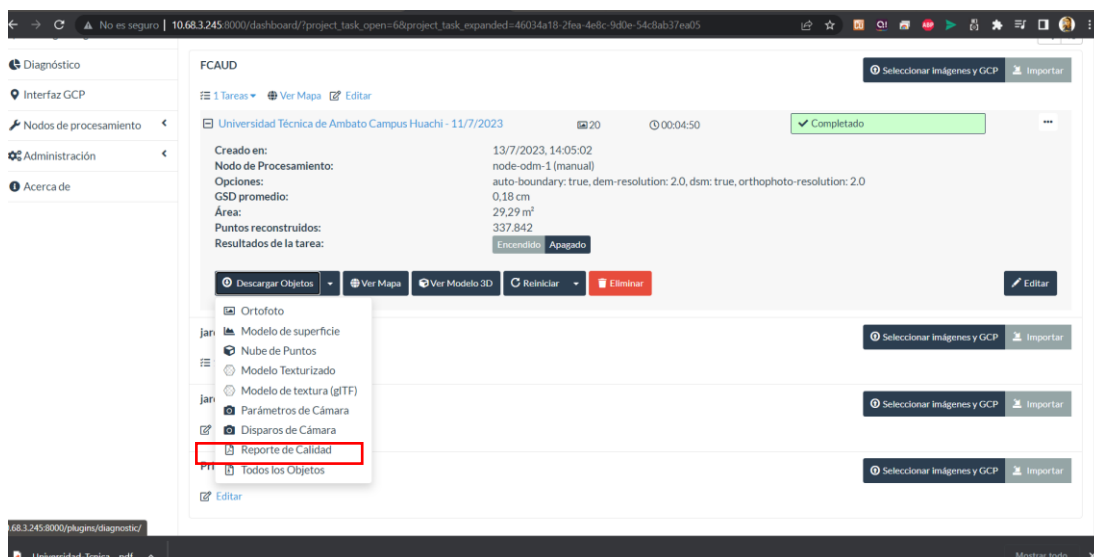 No es seguro | 10.68.3.245:8000/dashboard/?project_task_open=6&project_task_expanded=46034a18-2fea-4e8c-9d0e-54c8ab37ea05
Diagnóstico
Interfaz GCP
Nodos de procesamiento
Administración
Acerca de
FCAUD
Seleccionar imágenes y GCP Importar
1 Tareas Ver Mapa Editar
Universidad Técnica de Ambato Campus Huachi - 11/7/2023 20 00:04:50 Completado
Creado en: 13/7/2023, 14:05:02
Nodo de Procesamiento: node-odm-1 (manual)
Opciones: auto-boundary: true, dem-resolution: 2.0, dsm: true, orthophoto-resolution: 2.0
GSD promedio: 0,18 cm
Área: 29,29 m²
Puntos reconstruidos: 337.842
Resultados de la tarea: Encendido Apagado
Descargar Objetos Ver Mapa Ver Modelo 3D Reiniciar Eliminar Editar
Ortofoto
jar
Modelo de superficie
Seleccionar imágenes y GCP Importar
Nube de Puntos
Modelo Texturizado
Modelo de textura (glTF)
jar
Seleccionar imágenes y GCP Importar
Parámetros de Cámara
Disparos de Cámara
Reporte de Calidad
Todos los Objetos
Seleccionar imágenes y GCP Importar
Editar
.68.3.245:8000/plugins/diagnostic/
Mostrar todo